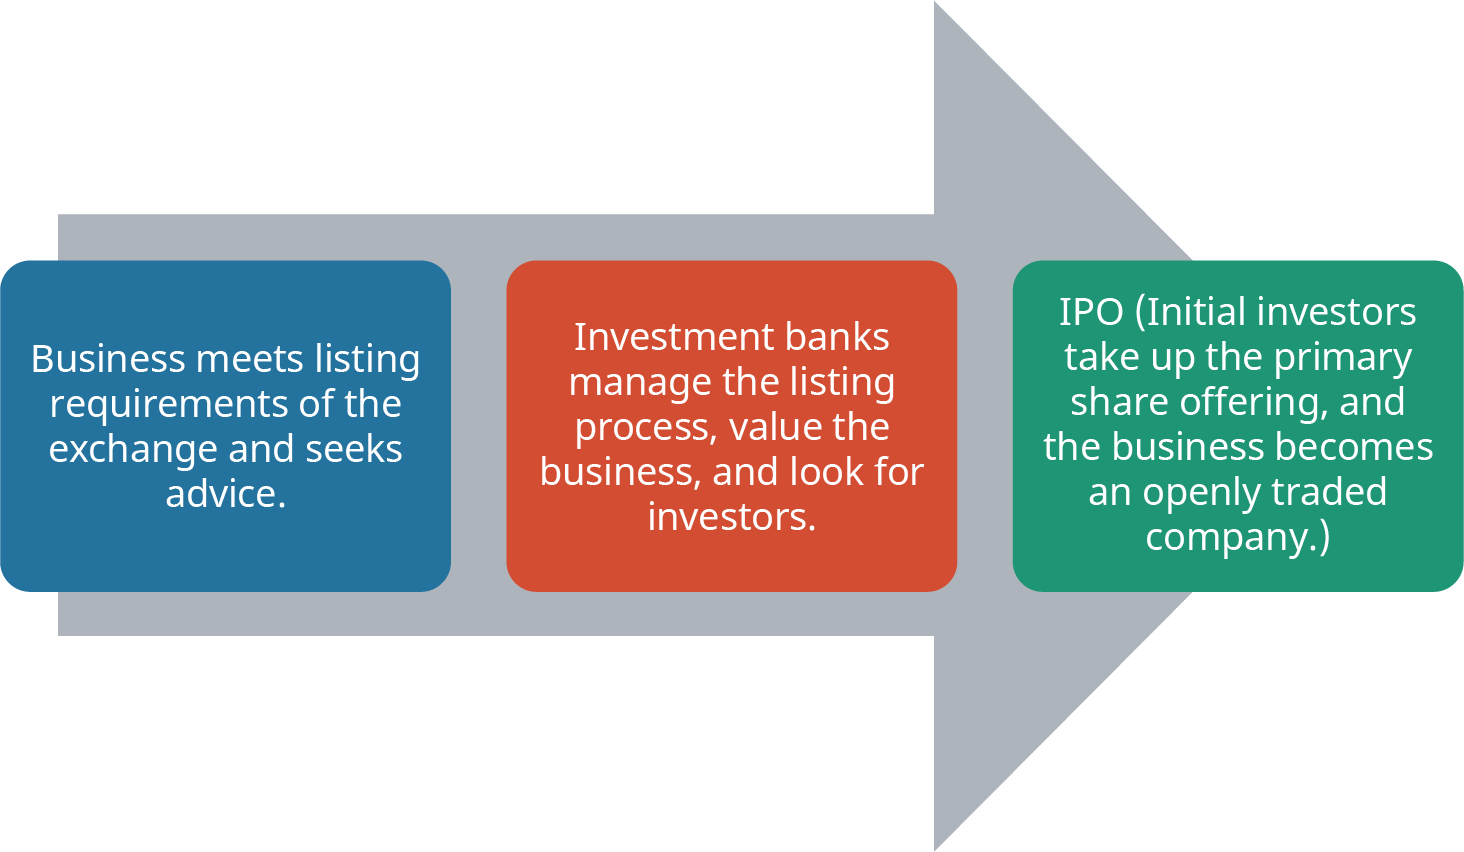 Business meets listing
requirements of the
exchange and seeks
advice.
Investment banks
manage the listing
process, value the
business, and look for
investors.
IPO (Initial investors
take up the primary
share offering, and
the business becomes
an openly traded
company.)